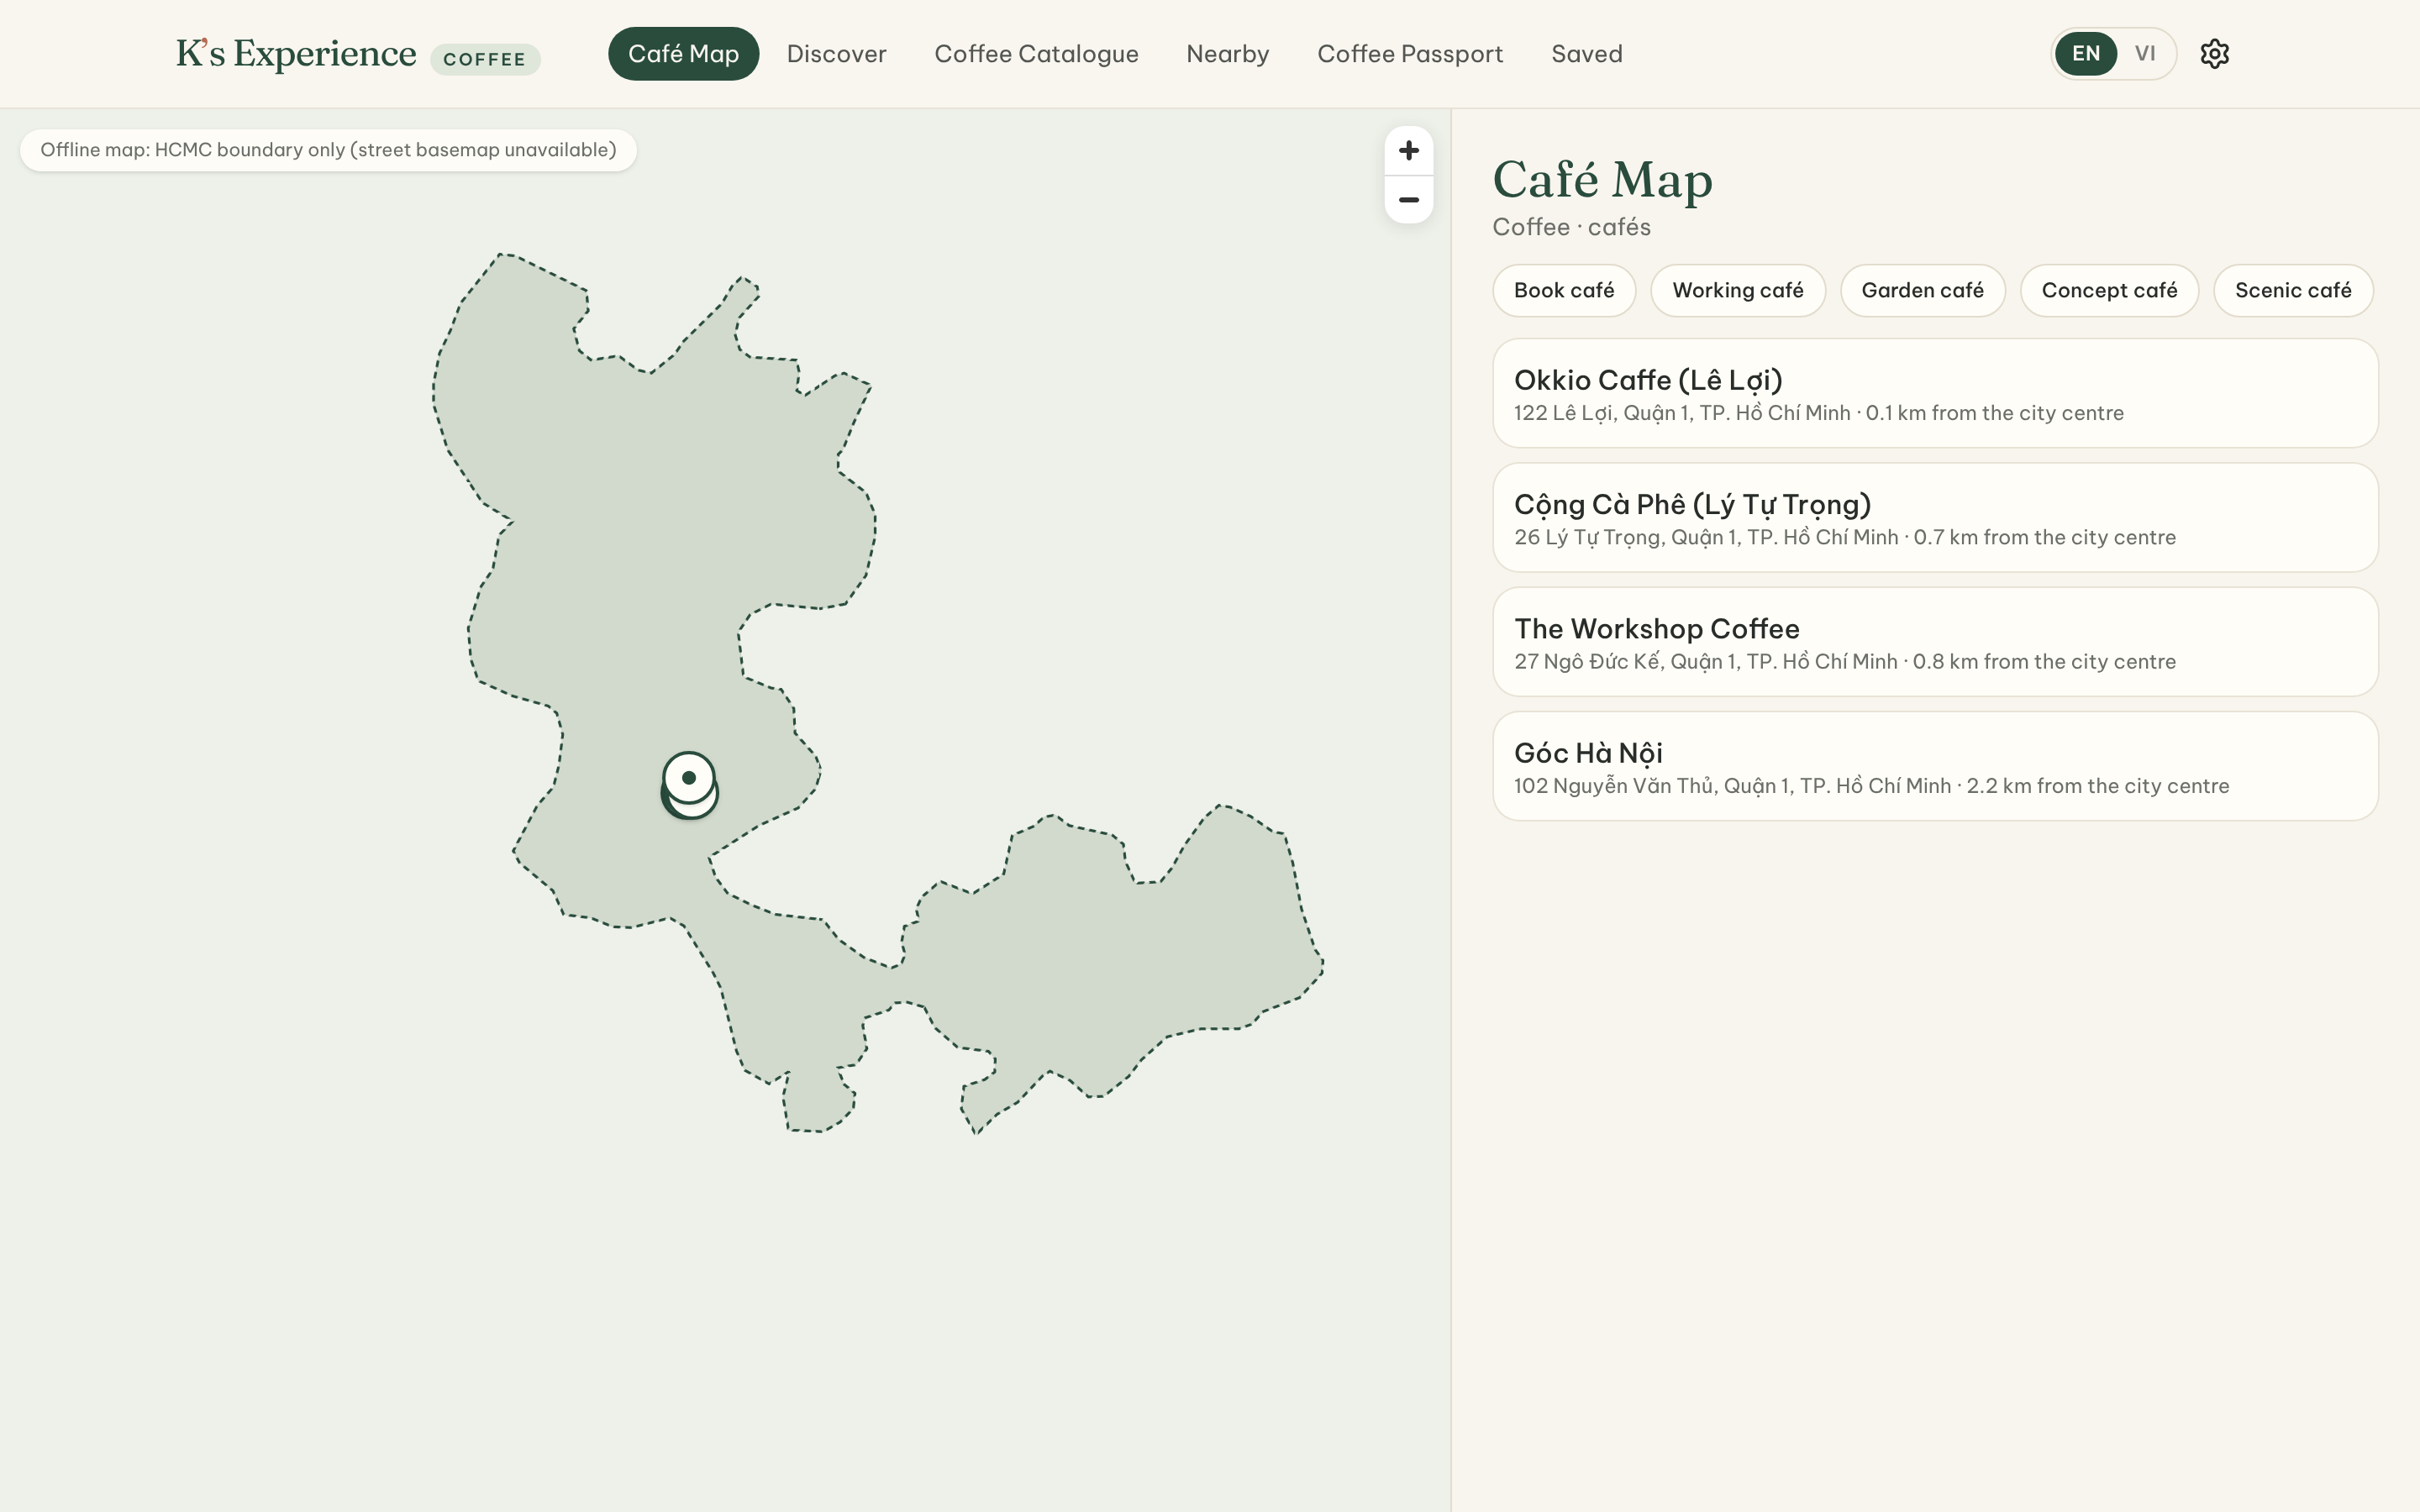 K's Experience COFFEE
Café Map
Discover
Coffee Catalogue
Nearby
Coffee Passport
Saved
EN
VI
Offline map: HCMC boundary only (street basemap unavailable)
Café Map
Coffee · cafés
Book café
Working café
Garden café
Concept café
Scenic café
Okkio Caffe (Lê Lợi)
122 Lê Lợi, Quận 1, TP. Hồ Chí Minh · 0.1 km from the city centre
Cộng Cà Phê (Lý Tự Trọng)
26 Lý Tự Trọng, Quận 1, TP. Hồ Chí Minh · 0.7 km from the city centre
The Workshop Coffee
27 Ngô Đức Kế, Quận 1, TP. Hồ Chí Minh · 0.8 km from the city centre
Góc Hà Nội
102 Nguyễn Văn Thủ, Quận 1, TP. Hồ Chí Minh · 2.2 km from the city centre